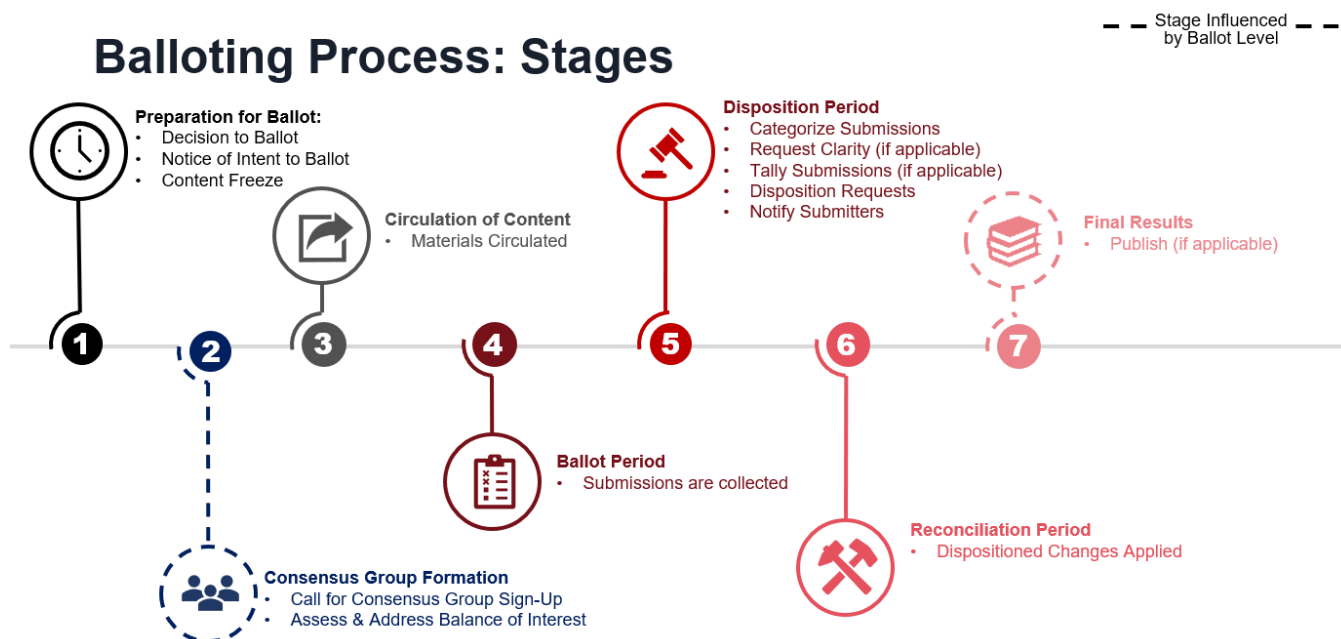 Balloting Process: Stages
Stage Influenced
by Ballot Level
1
Preparation for Ballot:
• Decision to Ballot
• Notice of Intent to Ballot
• Content Freeze
2
Consensus Group Formation
• Call for Consensus Group Sign-Up
• Assess & Address Balance of Interest
3
Circulation of Content
• Materials Circulated
4
Ballot Period
• Submissions are collected
5
Disposition Period
• Categorize Submissions
• Request Clarity (if applicable)
• Tally Submissions (if applicable)
• Disposition Requests
• Notify Submitters
6
Reconciliation Period
• Dispositioned Changes Applied
7
Final Results
• Publish (if applicable)